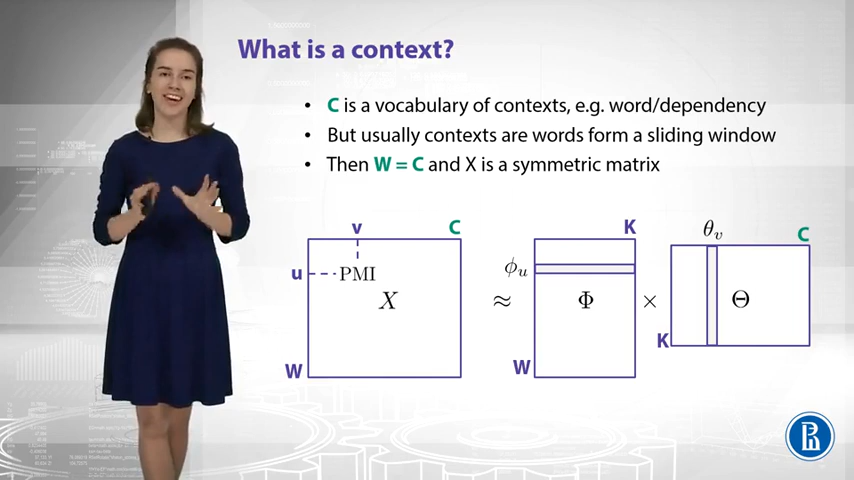 What is a context?
• C is a vocabulary of contexts, e.g. word/dependency
• But usually contexts are words form a sliding window
• Then W = C and X is a symmetric matrix
v C K θv C
u PMI ϕu
X ≈ Φ × Θ
W W K